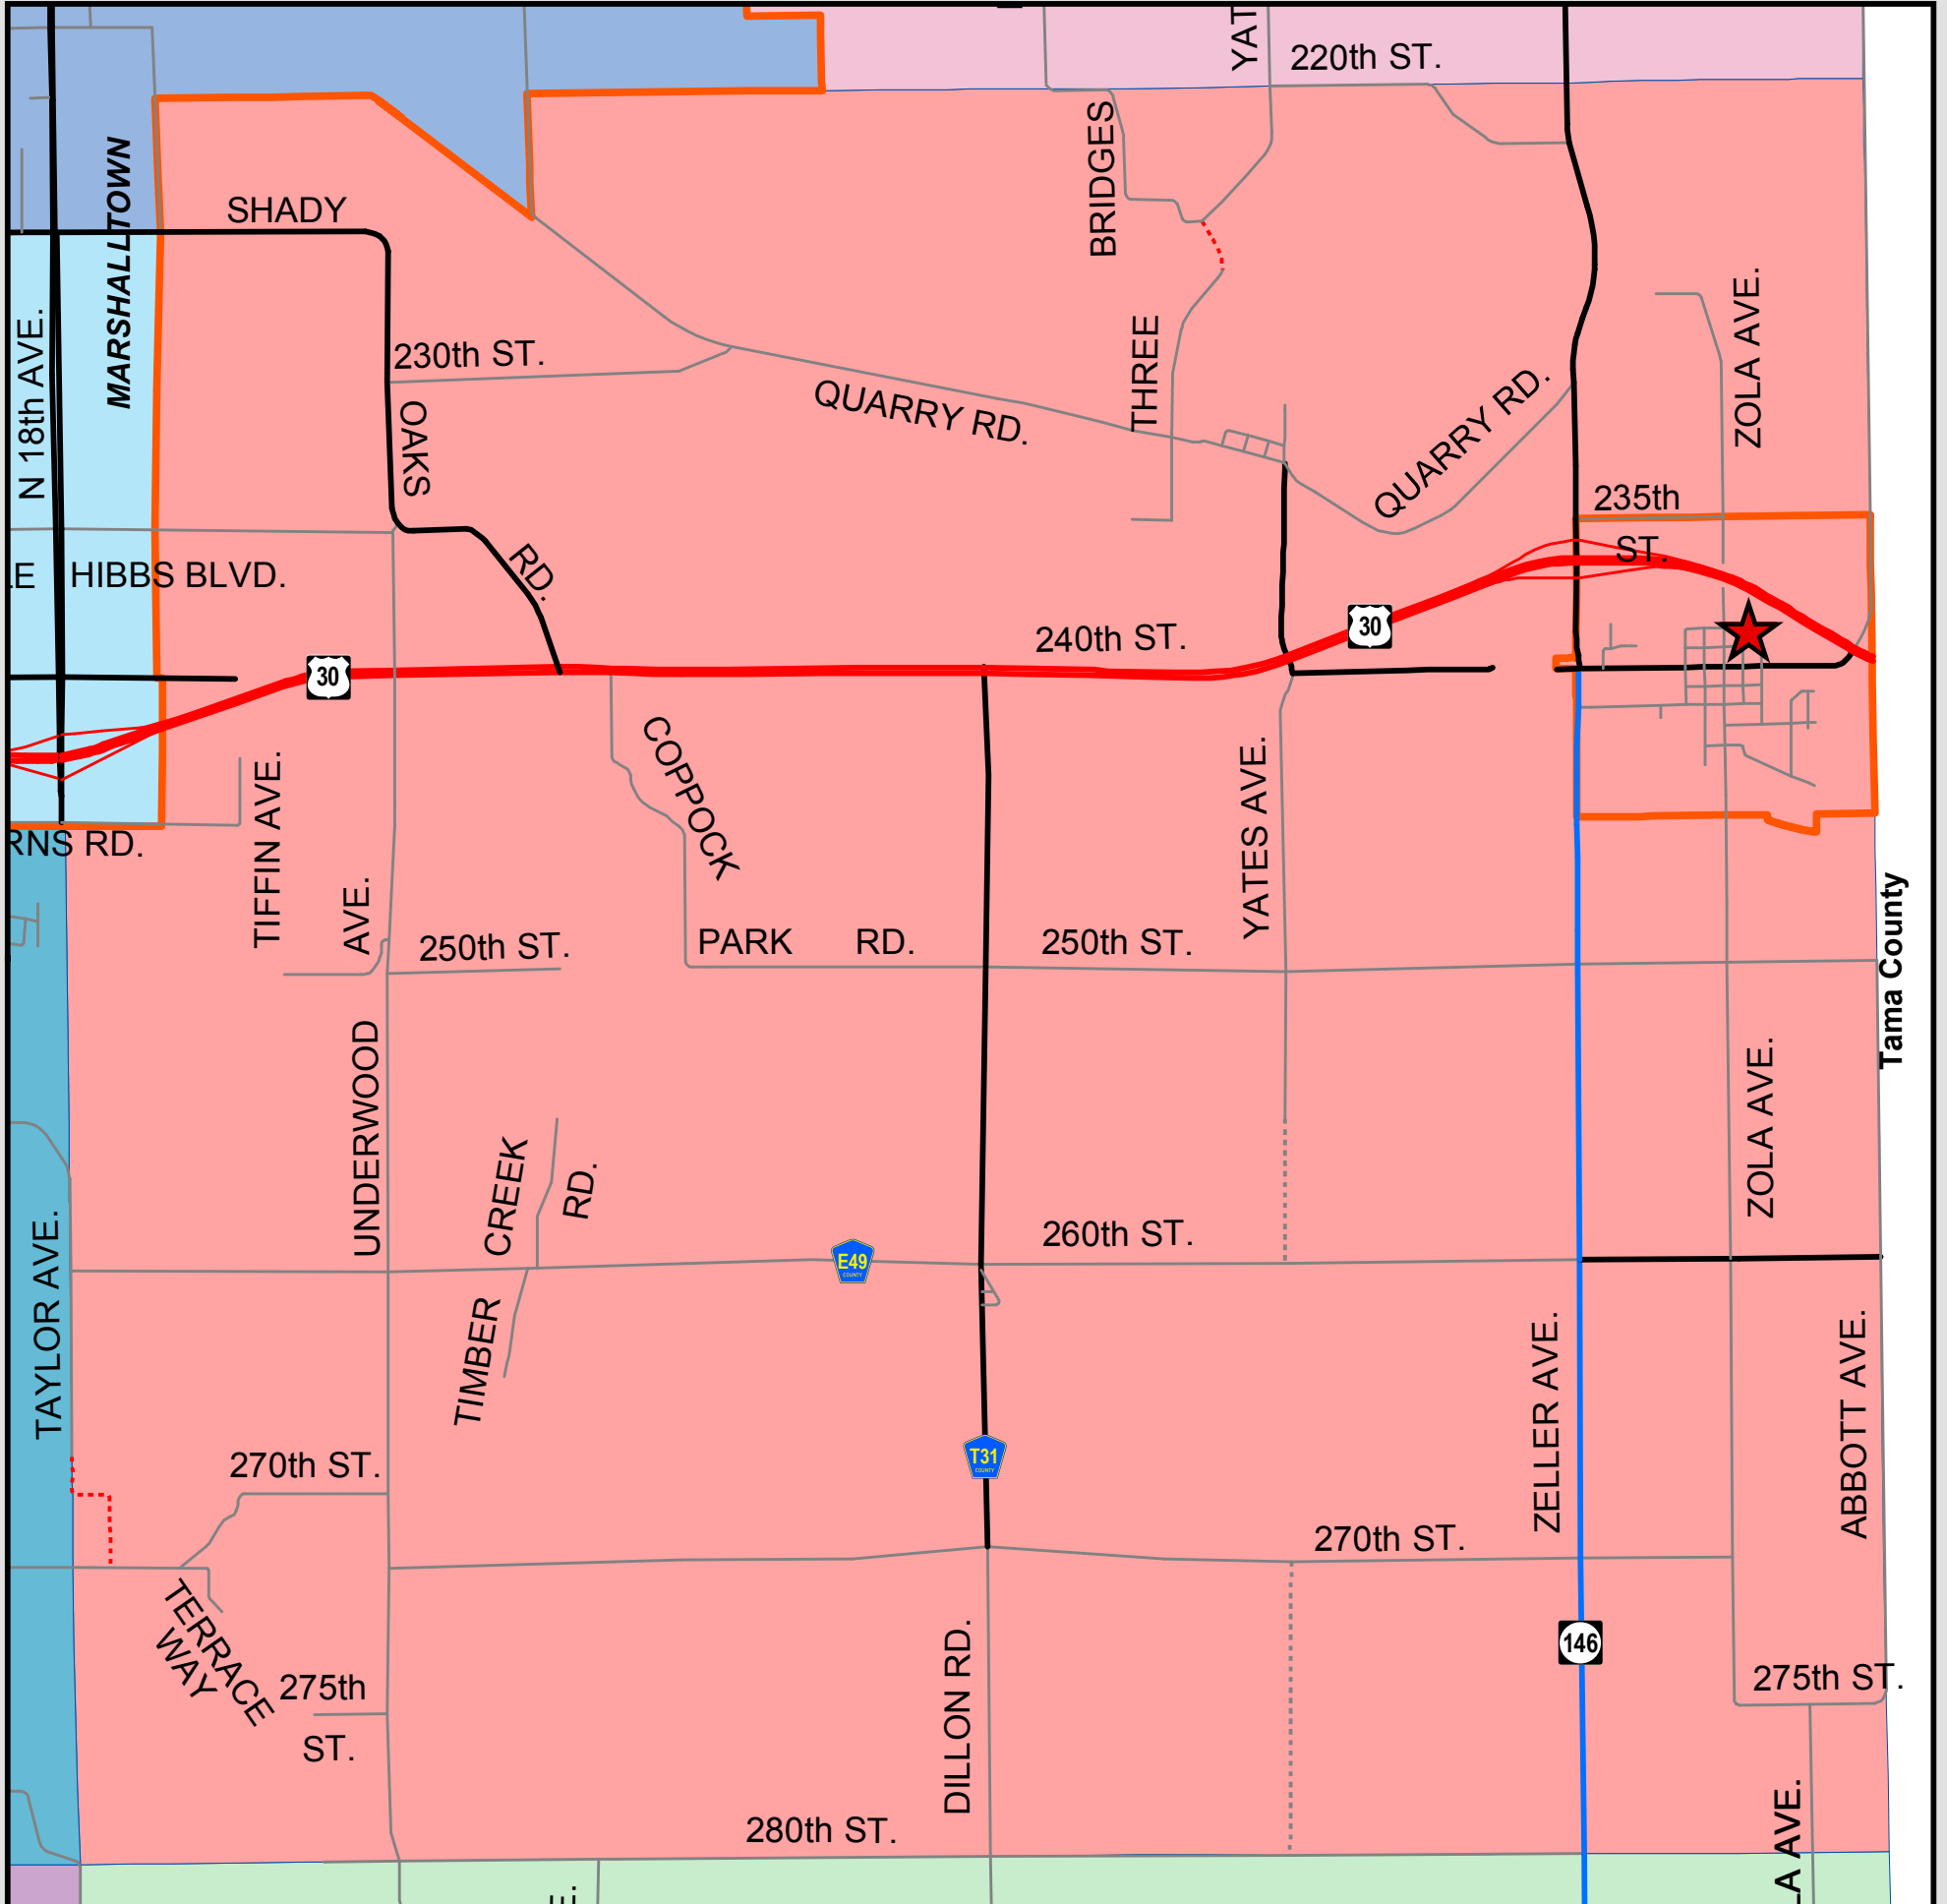 YAT
220th ST.
BRIDGES
MARSHALLTOWN
SHADY
N 18th AVE.
230th ST.
OAKS
QUARRY RD.
THREE
QUARRY RD.
ZOLA AVE.
235th
ST.
LE HIBBS BLVD.
RD.
240th ST.
30
30
RNS RD.
TIFFIN AVE.
COPPOCK
YATES AVE.
AVE.
250th ST.
PARK RD.
250th ST.
Tama County
UNDERWOOD
CREEK
RD.
ZOLA AVE.
TAYLOR AVE.
E49
COUNTY
260th ST.
TIMBER
ZELLER AVE.
ABBOTT AVE.
270th ST.
T31
COUNTY
270th ST.
TERRACE
WAY
146
275th
ST.
DILLON RD.
275th ST.
280th ST.
LA AVE.
E.